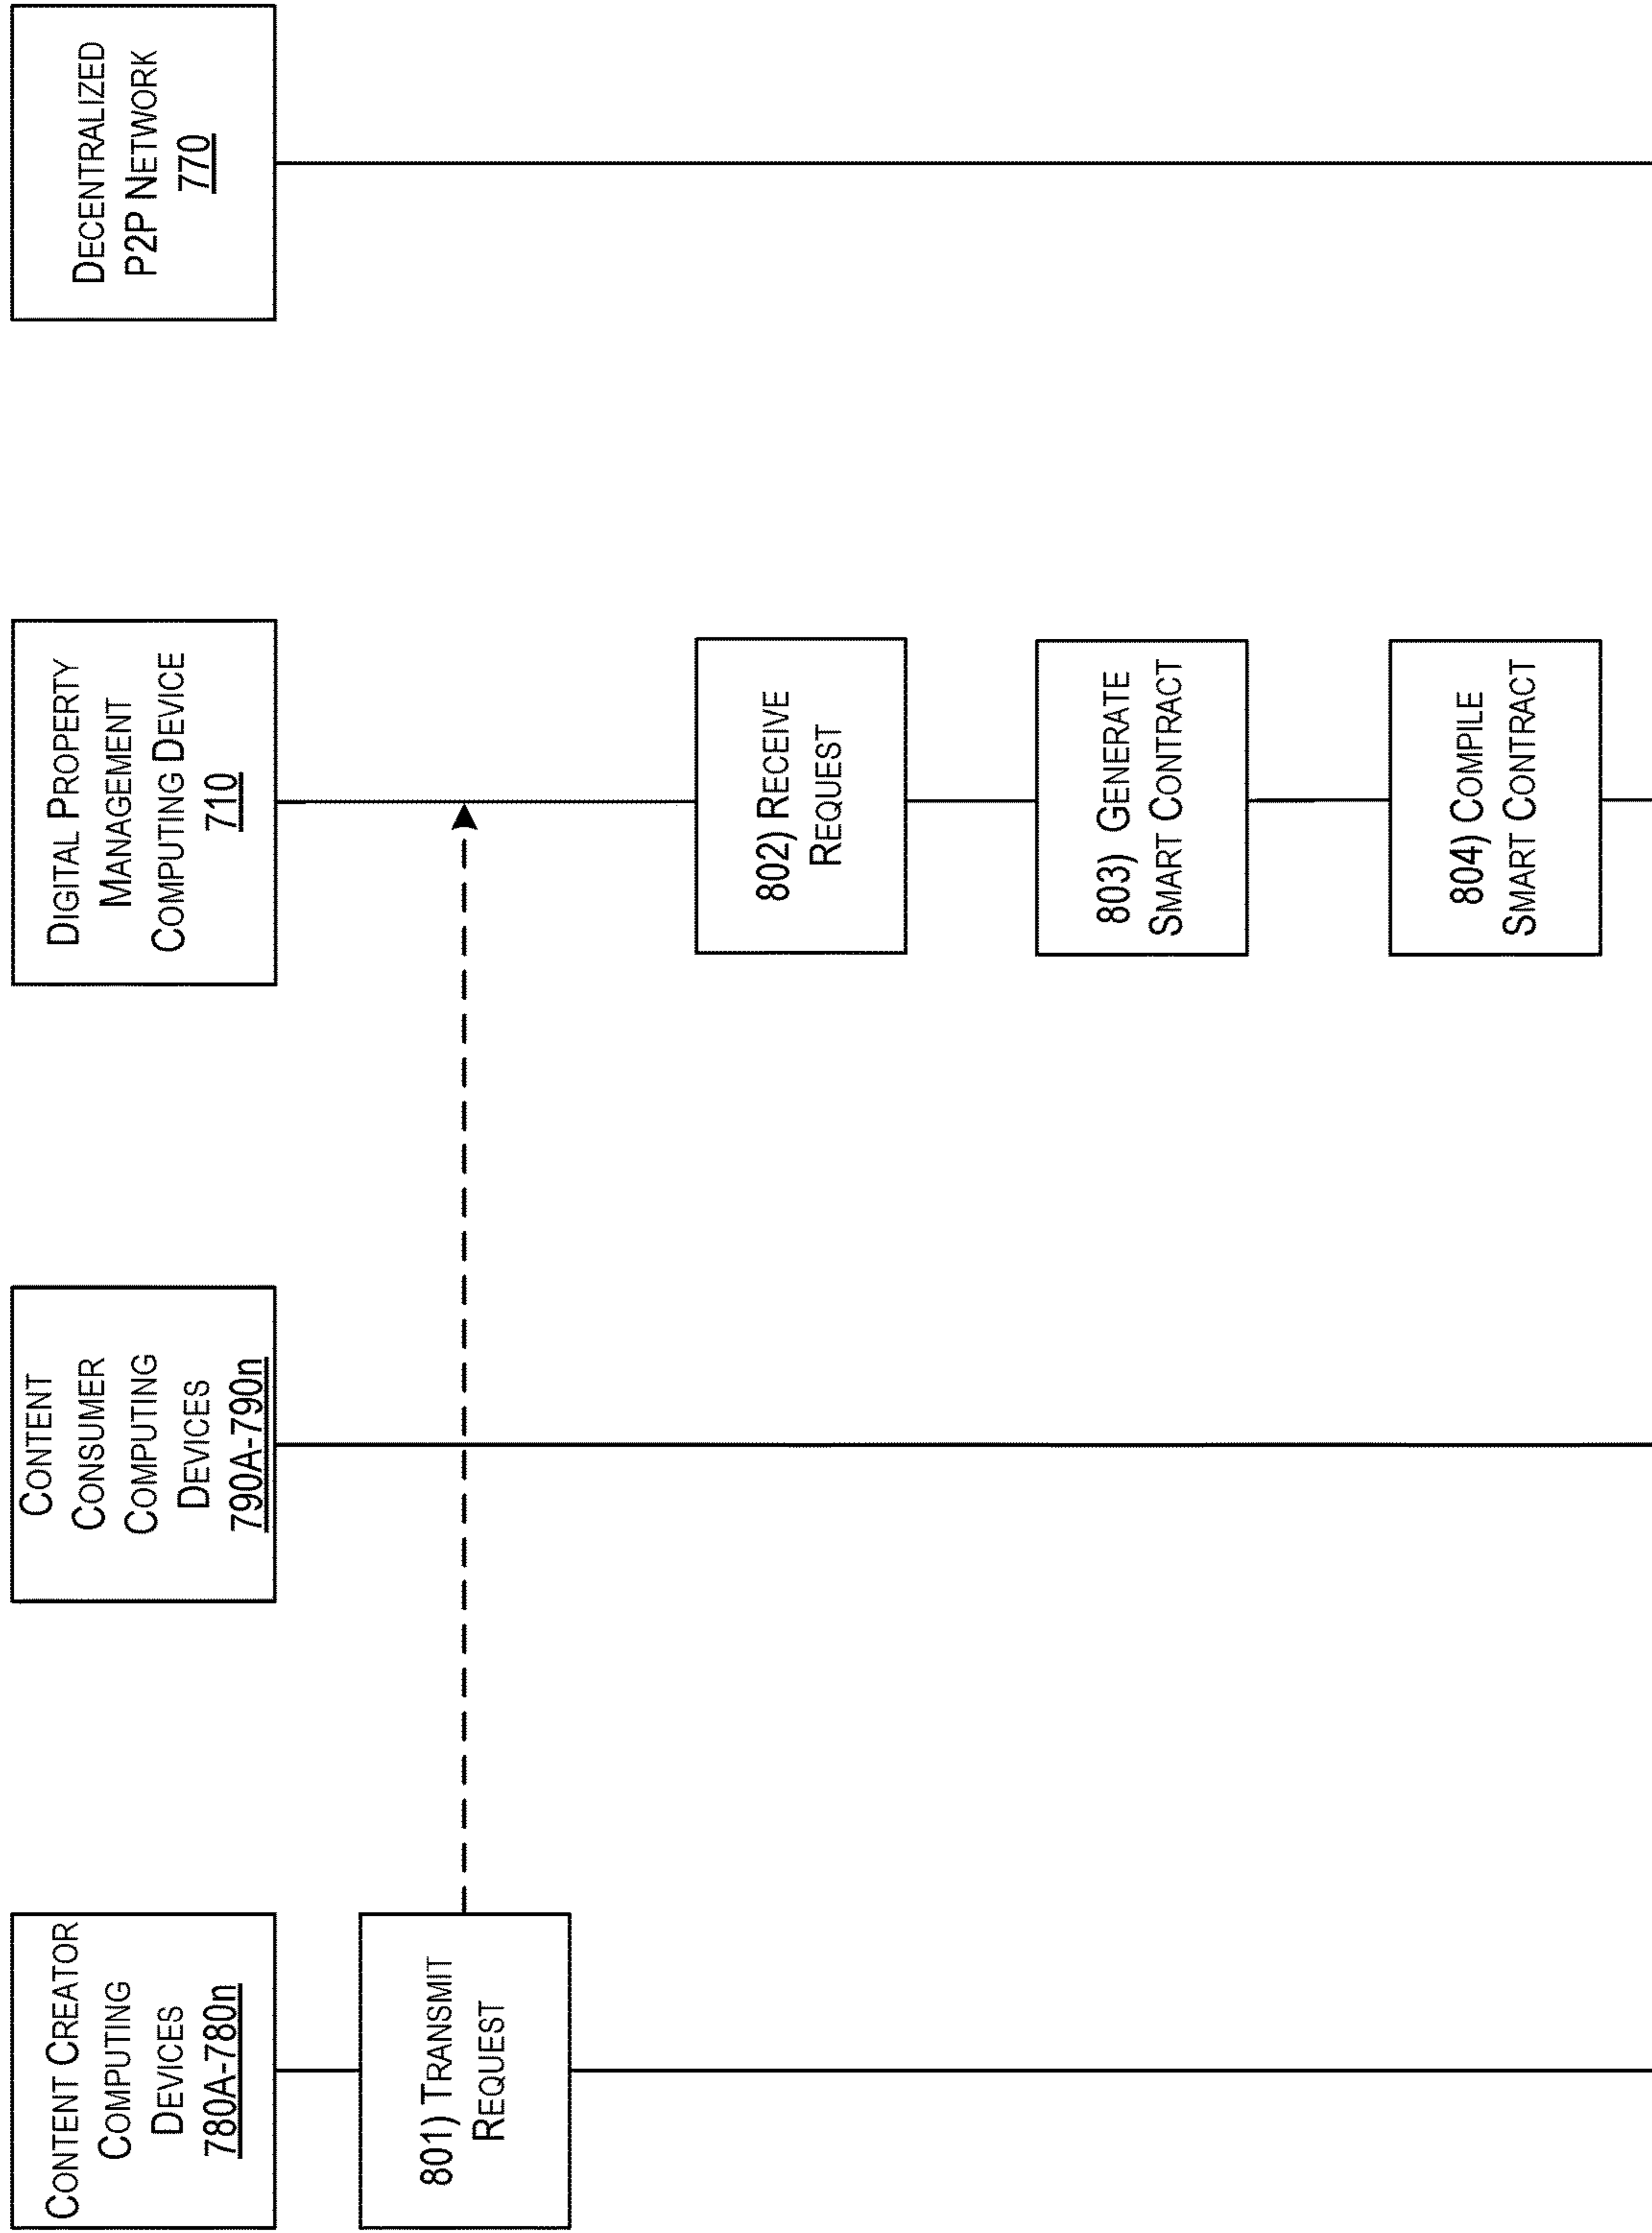 CONTENT CREATOR
COMPUTING
DEVICES
780A-780n
CONTENT
CONSUMER
COMPUTING
DEVICES
790A-790n
DIGITAL PROPERTY
MANAGEMENT
COMPUTING DEVICE
710
DECENTRALIZED
P2P NETWORK
770
801) TRANSMIT
REQUEST
802) RECEIVE
REQUEST
803) GENERATE
SMART CONTRACT
804) COMPILE
SMART CONTRACT